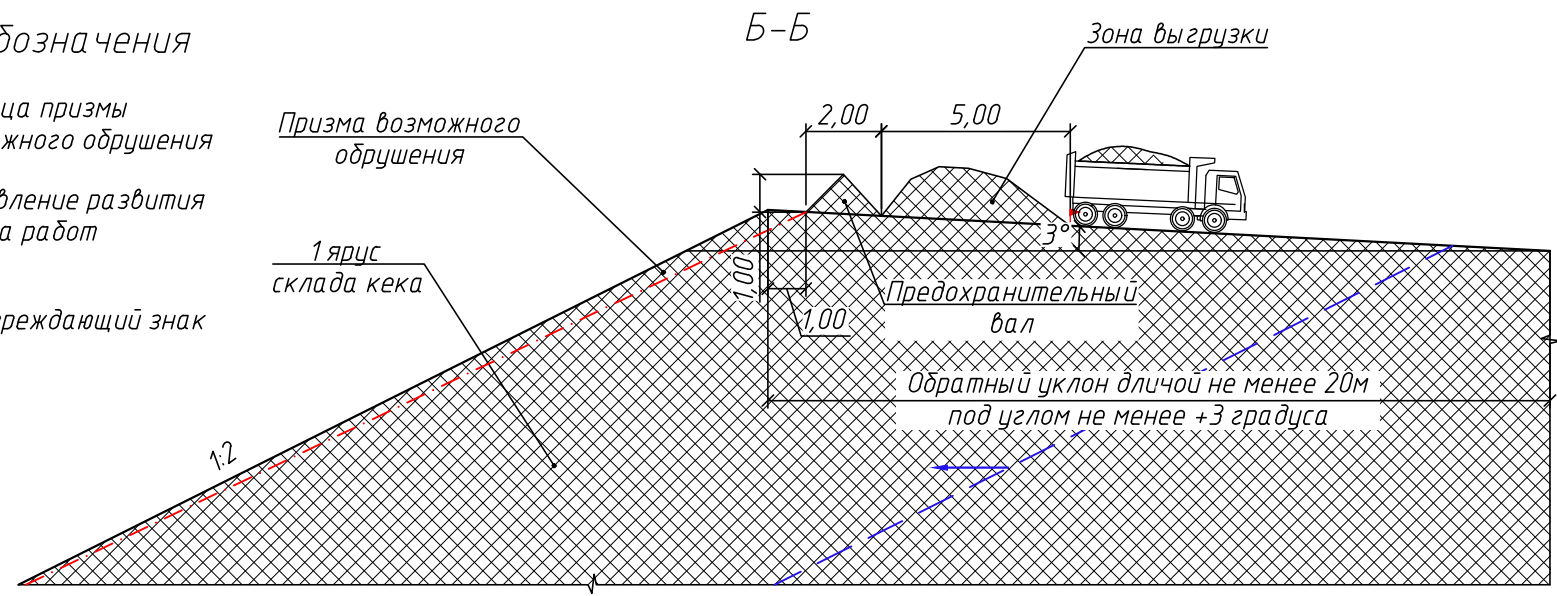 бозначения
ца призмы
жного обрушения
вление развития
а работ
реждающий знак
Б-Б
Зона выгрузки
Призма возможного
обрушения
2,00
5,00
3°
1 ярус
склада кека
1,00
1,00
Предохранительный
вал
Обратный уклон дличой не менее 20м
под углом не менее +3 градуса
1:2